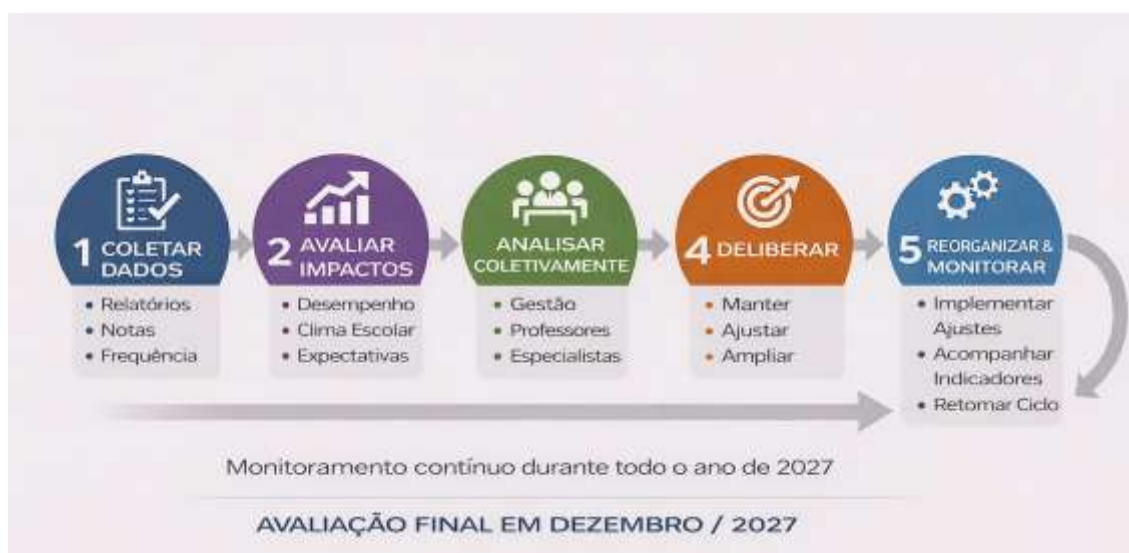 1 COLETAR
DADOS
• Relatórios
• Notas
• Frequência
2 AVALIAR
IMPACTOS
• Desempenho
• Clima Escolar
• Expectativas
ANALISAR
COLETIVAMENTE
• Gestão
• Professores
• Especialistas
4 DELIBERAR
• Manter
• Ajustar
• Ampliar
5 REORGANIZAR &
MONITORAR
• Implementar
Ajustes
• Acompanhar
Indicadores
• Retomar Ciclo
Monitoramento contínuo durante todo o ano de 2027
AVALIAÇÃO FINAL EM DEZEMBRO / 2027